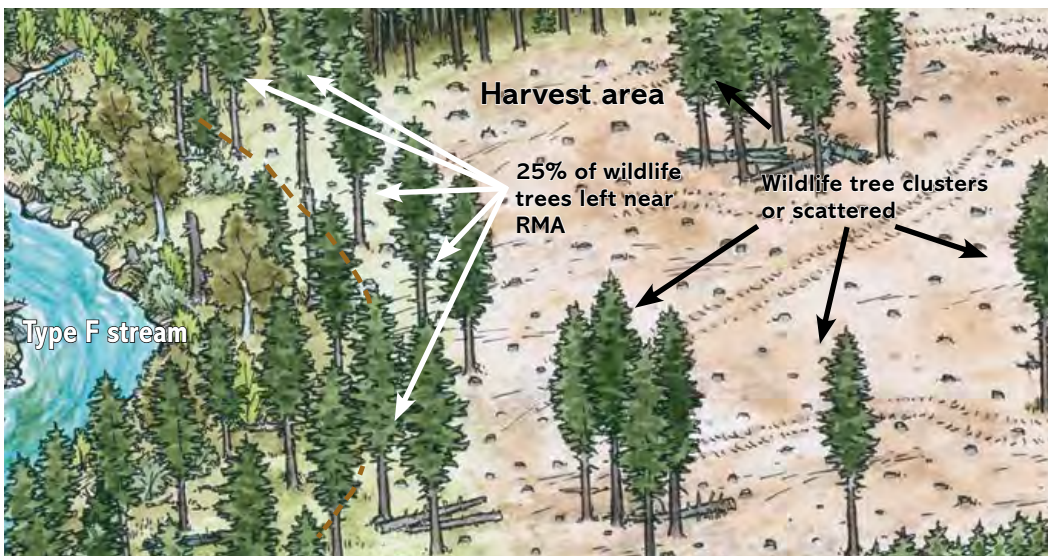 Harvest area
25% of wildlife
trees left near
RMA
Wildlife tree clusters
or scattered
Type F stream